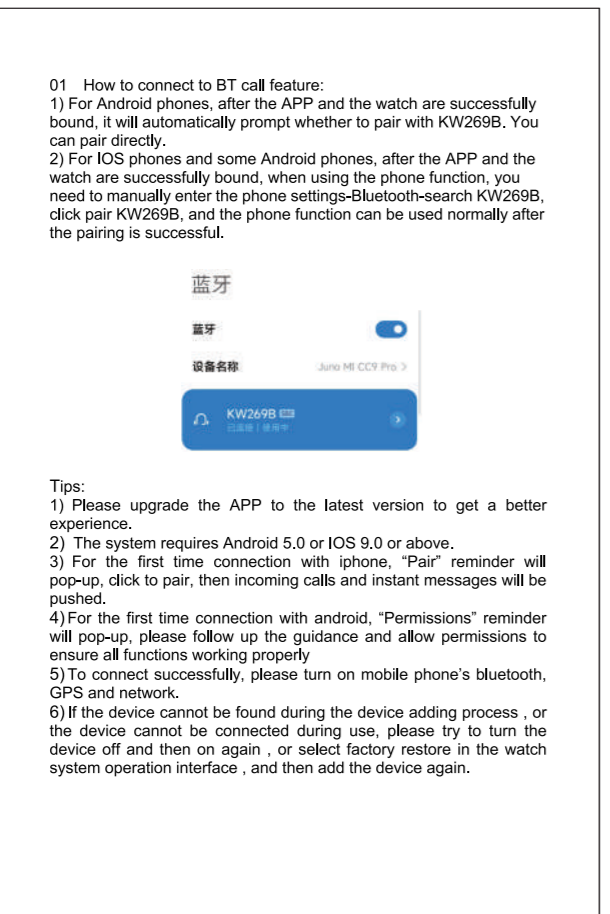 01 How to connect to BT call feature:
1) For Android phones, after the APP and the watch are successfully
bound, it will automatically prompt whether to pair with KW269B. You
can pair directly.
2) For IOS phones and some Android phones, after the APP and the
watch are successfully bound, when using the phone function, you
need to manually enter the phone settings-Bluetooth-search KW269B,
click pair KW269B, and the phone function can be used normally after
the pairing is successful.
蓝牙
蓝牙
设备名称 Juno MI CC9 Pro >
KW269B
已连接 | 使用中
Tips:
1) Please upgrade the APP to the latest version to get a better
experience.
2) The system requires Android 5.0 or IOS 9.0 or above.
3) For the first time connection with iphone, “Pair” reminder will
pop-up, click to pair, then incoming calls and instant messages will be
pushed.
4) For the first time connection with android, “Permissions” reminder
will pop-up, please follow up the guidance and allow permissions to
ensure all functions working properly
5) To connect successfully, please turn on mobile phone’s bluetooth,
GPS and network.
6) If the device cannot be found during the device adding process , or
the device cannot be connected during use, please try to turn the
device off and then on again , or select factory restore in the watch
system operation interface , and then add the device again.